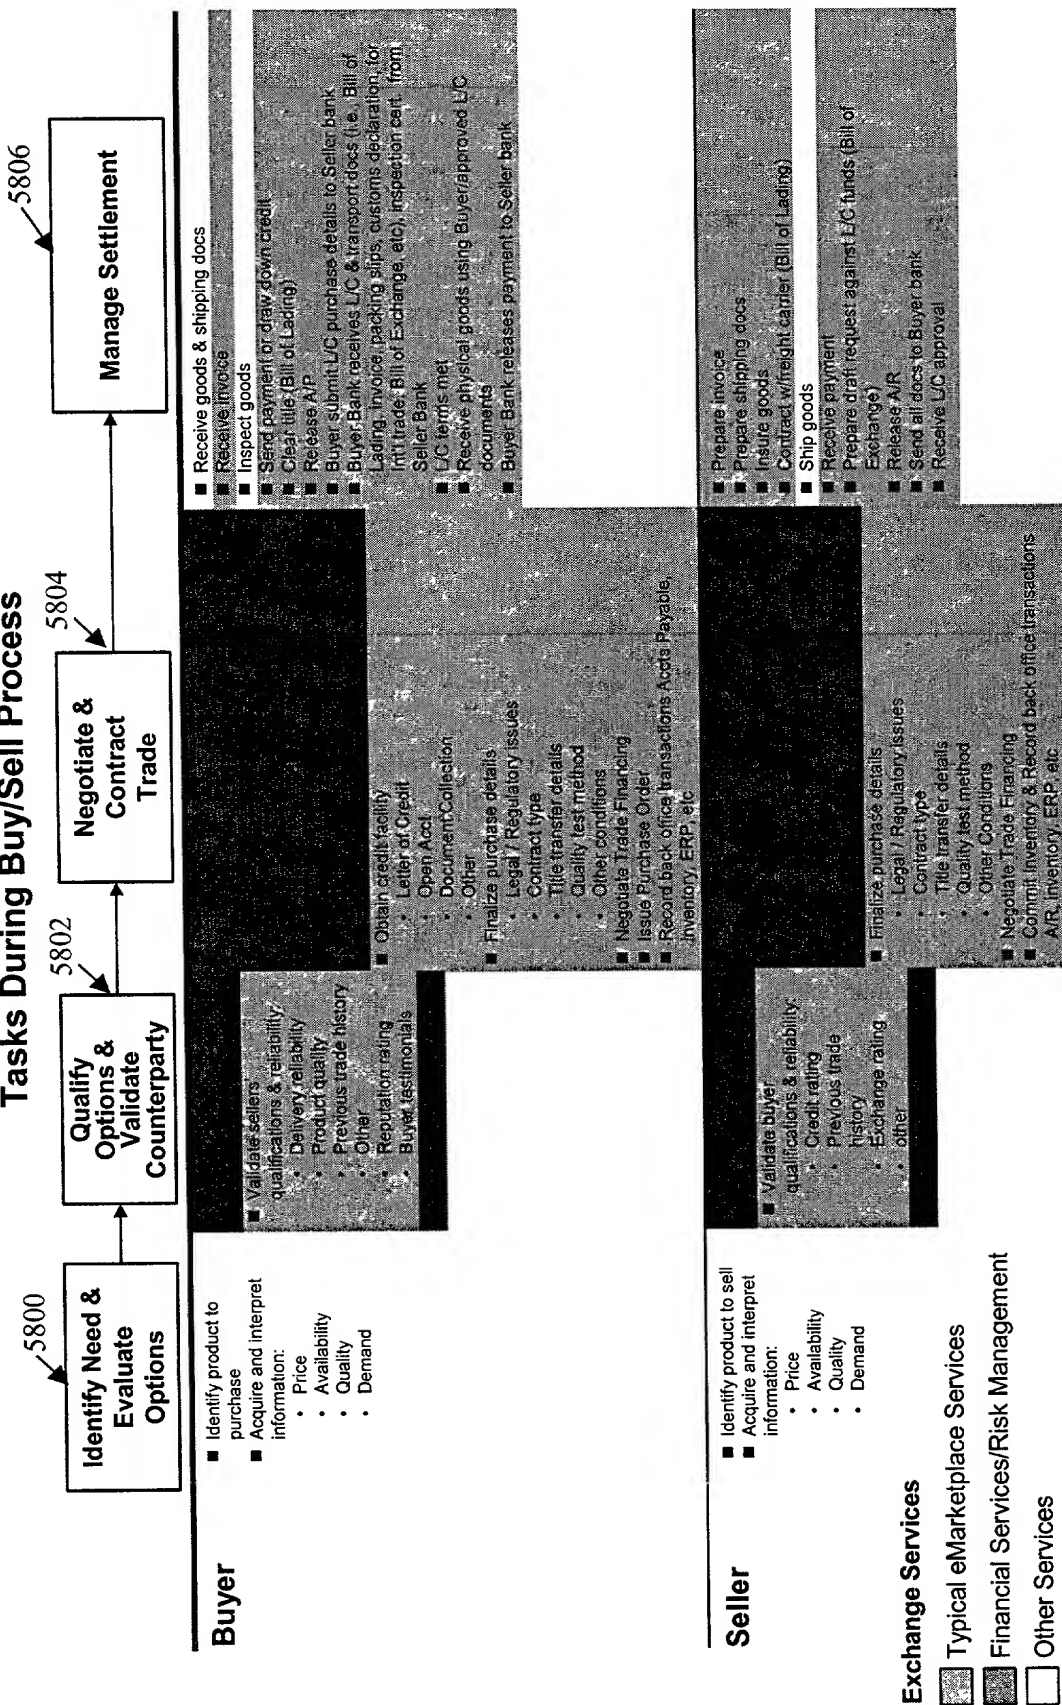 Tasks During Buy/Sell Process
5800
5802
5804
5806
Identify Need &
Evaluate
Options
Qualify
Options &
Validate
Counterparty
Negotiate &
Contract
Trade
Manage Settlement
Buyer
■ Identify product to
purchase
■ Acquire and interpret
information:
• Price
• Availability
• Quality
• Demand
■ Validate sellers
qualifications & reliability:
• Delivery reliability
• Product quality
• Previous trade history
• Other
• Reputation rating
• Buyer testimonials
■ Obtain credit facility
• Letter of Credit
• Open Acct.
• Document Collection
• Other
■ Finalize purchase details
• Legal / Regulatory issues
• Contract type
• Title transfer details
• Quality test method
• Other conditions
■ Negotiate Trade Financing
■ Issue Purchase Order
■ Record back office transactions Accts Payable,
inventory, ERP, etc
■ Receive goods & shipping docs
■ Receive invoice
■ Inspect goods
■ Send payment or draw down credit
■ Clear title (Bill of Lading)
■ Release A/P
■ Buyer submit L/C purchase details to Seller bank
■ Buyer Bank receives L/C & transport docs (i.e., Bill of
Lading, invoice, packing slips, customs declaration, for
Int'l trade: Bill of Exchange, etc), inspection cert. from
Seller Bank
■ L/C terms met
■ Receive physical goods using Buyer/approved L/C
documents
■ Buyer Bank releases payment to Seller bank
Seller
■ Identify product to sell
■ Acquire and interpret
information:
• Price
• Availability
• Quality
• Demand
■ Validate buyer
qualifications & reliability:
• Credit rating
• Previous trade
history
• Exchange rating
• other
■ Finalize purchase details
• Legal / Regulatory issues
• Contract type
• Title transfer details
• Quality test method
• Other Conditions
■ Negotiate Trade Financing
■ Commit Inventory & Record back office transactions
A/R, inventory, ERP, etc
■ Prepare invoice
■ Prepare shipping docs
■ Insure goods
■ Contract w/freight carrier (Bill of Lading)
■ Ship goods
■ Receive payment
■ Prepare draft request against L/C funds (Bill of
Exchange)
■ Release A/R
■ Send all docs to Buyer bank
■ Receive L/C approval
Exchange Services
Typical eMarketplace Services
Financial Services/Risk Management
Other Services